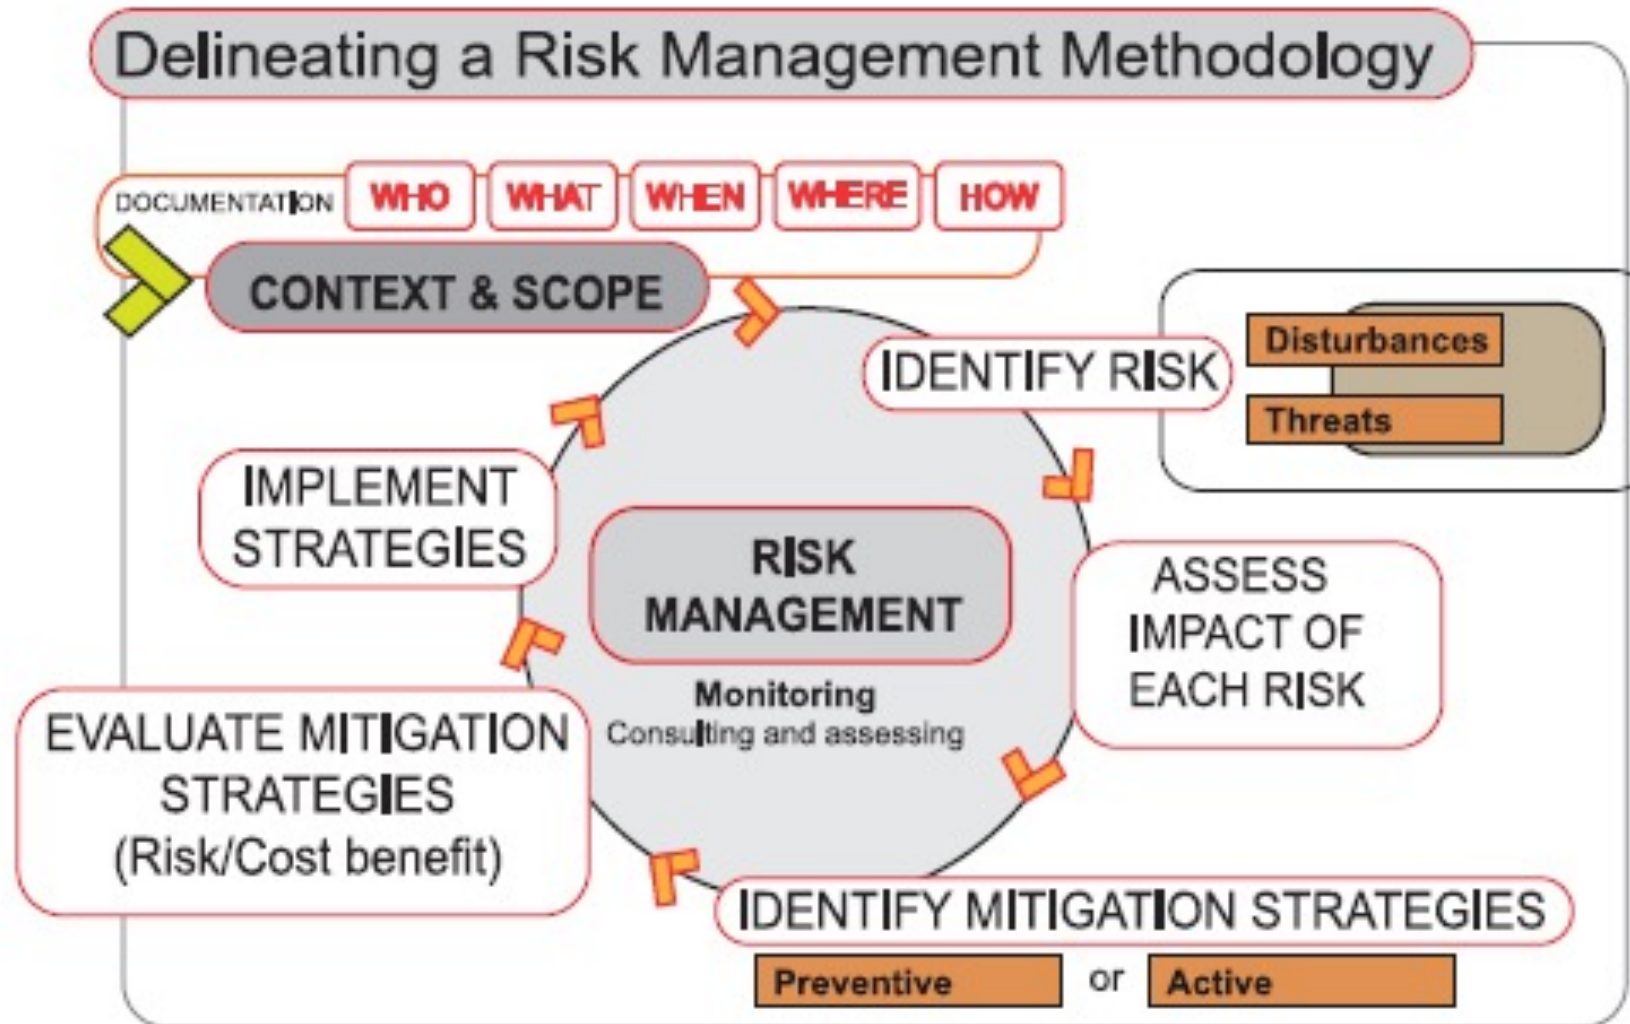 Delineating a Risk Management Methodology
DOCUMENTATION WHO WHAT WHEN WHERE HOW
CONTEXT & SCOPE
IDENTIFY RISK
Disturbances
Threats
ASSESS
IMPACT OF
EACH RISK
IDENTIFY MITIGATION STRATEGIES
Preventive or Active
EVALUATE MITIGATION
STRATEGIES
(Risk/Cost benefit)
IMPLEMENT
STRATEGIES
RISK
MANAGEMENT
Monitoring
Consulting and assessing